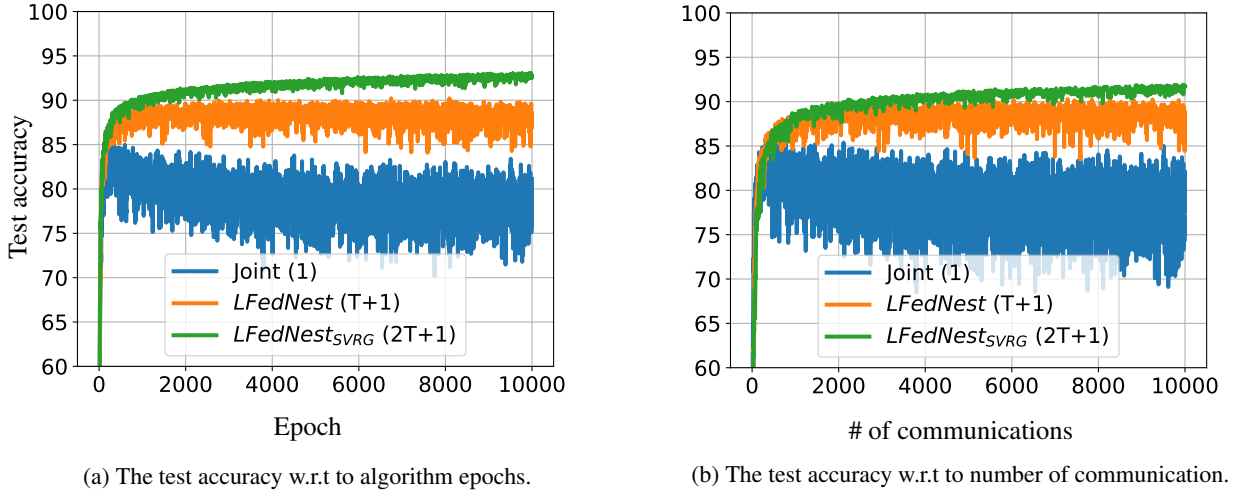 100
95
90
85
80
75
70
65
60
Test accuracy
Joint (1)
LFedNest (T+1)
LFedNest_SVRG (2T+1)
0 2000 4000 6000 8000 10000
Epoch
(a) The test accuracy w.r.t to algorithm epochs.
100
95
90
85
80
75
70
65
60
Joint (1)
LFedNest (T+1)
LFedNest_SVRG (2T+1)
0 2000 4000 6000 8000 10000
# of communications
(b) The test accuracy w.r.t to number of communication.